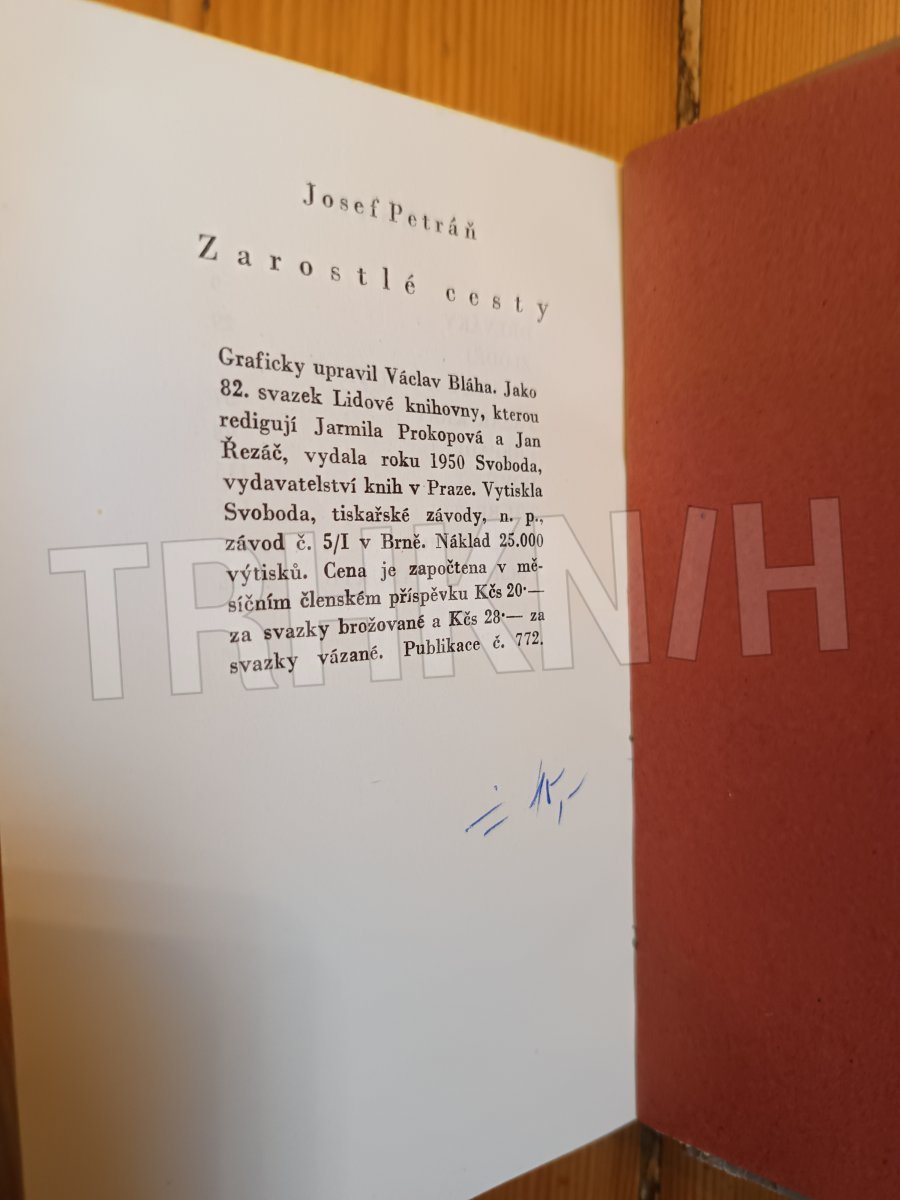 Josef Petráň
Zarostlé cesty
Graficky upravil Václav Bláha. Jako
82. svazek Lidové knihovny, kterou
redigují Jarmila Prokopová a Jan
Řezáč, vydala roku 1950 Svoboda,
vydavatelství knih v Praze. Vytiskla
Svoboda, tiskařské závody, n. p.,
závod č. 5/I v Brně. Náklad 25.000
výtisků. Cena je započtena v mě-
síčním členském příspěvku Kčs 20·—
za svazky brožované a Kčs 28·— za
svazky vázané. Publikace č. 772.
TRHKN/H